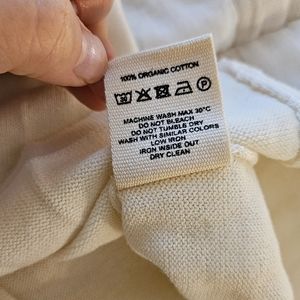 100% ORGANIC COTTON
MACHINE WASH MAX 30°C
DO NOT BLEACH
DO NOT TUMBLE DRY
WASH WITH SIMILAR COLORS
LOW IRON
IRON INSIDE OUT
DRY CLEAN